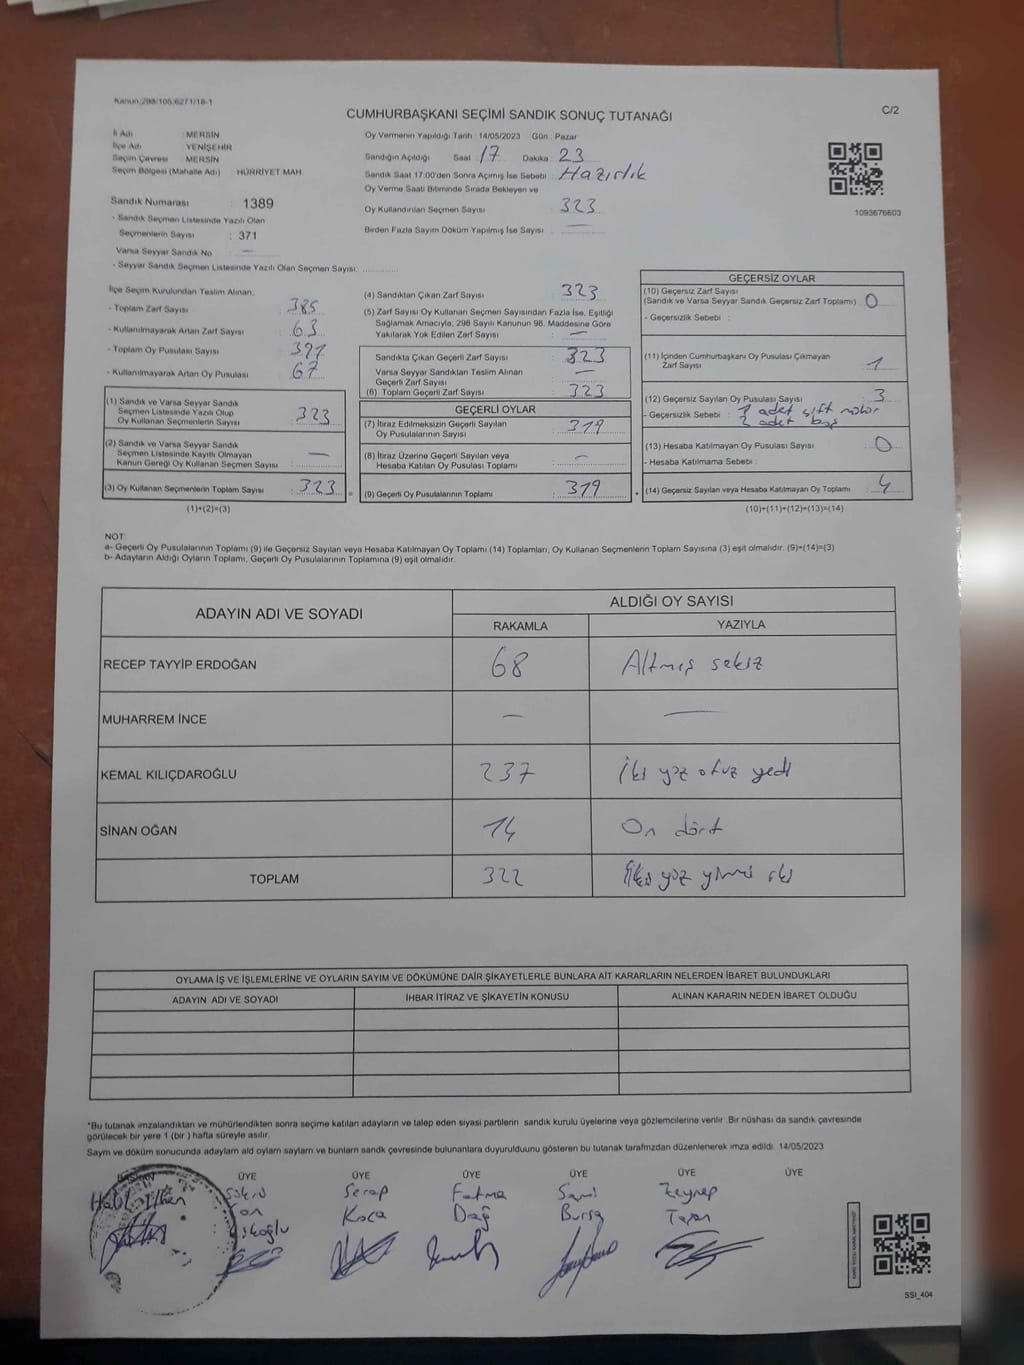 Kanun:298/105;6271/18-1
C/2
CUMHURBAŞKANI SEÇİMİ SANDIK SONUÇ TUTANAĞI
İl Adı : MERSİN
İlçe Adı : YENİŞEHİR
Seçim Çevresi : MERSİN
Seçim Bölgesi (Mahalle Adı) : HÜRRİYET MAH.
Sandık Numarası : 1389
- Sandık Seçmen Listesinde Yazılı Olan
Seçmenlerin Sayısı : 371
Varsa Seyyar Sandık No : —
- Seyyar Sandık Seçmen Listesinde Yazılı Olan Seçmen Sayısı: ............
Oy Vermenin Yapıldığı Tarih : 14/05/2023 Gün : Pazar
Sandığın Açıldığı Saat : 17 Dakika : 23
Sandık Saat 17:00'den Sonra Açımış İse Sebebi : Hazırlık
Oy Verme Saati Bitiminde Sırada Bekleyen ve
Oy Kullandırılan Seçmen Sayısı : 323
Birden Fazla Sayım Döküm Yapılmış İse Sayısı : —
1093676603
İlçe Seçim Kurulundan Teslim Alınan;
- Toplam Zarf Sayısı : 385
- Kullanılmayarak Artan Zarf Sayısı : 63
- Toplam Oy Pusulası Sayısı : 391
- Kullanılmayarak Artan Oy Pusulası : 67
(1) Sandık ve Varsa Seyyar Sandık
Seçmen Listesinde Yazılı Olup
Oy Kullanan Seçmenlerin Sayısı : 323
(2) Sandık ve Varsa Seyyar Sandık
Seçmen Listesinde Kayıtlı Olmayan
Kanun Gereği Oy Kullanan Seçmen Sayısı : —
(3) Oy Kullanan Seçmenlerin Toplam Sayısı : 323
(1)+(2)=(3)
(4) Sandıktan Çıkan Zarf Sayısı : 323
(5) Zarf Sayısı Oy Kullanan Seçmen Sayısından Fazla İse, Eşitliği
Sağlamak Amacıyla; 298 Sayılı Kanunun 98. Maddesine Göre
Yakılarak Yok Edilen Zarf Sayısı : —
Sandıkta Çıkan Geçerli Zarf Sayısı : 323
Varsa Seyyar Sandıktan Teslim Alınan
Geçerli Zarf Sayısı : —
(6) Toplam Geçerli Zarf Sayısı : 323
GEÇERLİ OYLAR
(7) İtiraz Edilmeksizin Geçerli Sayılan
Oy Pusulasının Sayısı : 319
(8) İtiraz Üzerine Geçerli Sayılan veya
Hesaba Katılan Oy Pusulası Toplamı : —
(9) Geçerli Oy Pusulalarının Toplamı : 319
GEÇERSİZ OYLAR
(10) Geçersiz Zarf Sayısı
(Sandık ve Varsa Seyyar Sandık Geçersiz Zarf Toplamı) : 0
- Geçersizlik Sebebi :
(11) İçinden Cumhurbaşkanı Oy Pusulası Çıkmayan
Zarf Sayısı : 1
(12) Geçersiz Sayılan Oy Pusulası Sayısı : 3
- Geçersizlik Sebebi : 1 adet çift mühür
2 adet boş
(13) Hesaba Katılmayan Oy Pusulası Sayısı : 0
- Hesaba Katılmama Sebebi :
(14) Geçersiz Sayılan veya Hesaba Katılmayan Oy Toplamı : 4
(10)+(11)+(12)+(13)=(14)
NOT:
a- Geçerli Oy Pusulalarının Toplamı (9) ile Geçersiz Sayılan veya Hesaba Katılmayan Oy Toplamı (14) Toplamları, Oy Kullanan Seçmenlerin Toplam Sayısına (3) eşit olmalıdır. (9)+(14)=(3)
b- Adayların Aldığı Oyların Toplamı, Geçerli Oy Pusulalarının Toplamına (9) eşit olmalıdır.
ADAYIN ADI VE SOYADI
ALDIĞI OY SAYISI
RAKAMLA YAZIYLA
RECEP TAYYİP ERDOĞAN 68 Altmış sekiz
MUHARREM İNCE — —
KEMAL KILIÇDAROĞLU 237 İki yüz otuz yedi
SİNAN OĞAN 14 On dört
TOPLAM 322 İki yüz yirmi iki
OYLAMA İŞ VE İŞLEMLERİNE VE OYLARIN SAYIM VE DÖKÜMÜNE DAİR ŞİKAYETLERLE BUNLARA AİT KARARLARIN NELERDEN İBARET BULUNDUKLARI
ADAYIN ADI VE SOYADI İHBAR İTİRAZ VE ŞİKAYETİN KONUSU ALINAN KARARIN NEDEN İBARET OLDUĞU
*Bu tutanak imzalandıktan ve mühürlendikten sonra seçime katılan adayların ve talep eden siyasi partilerin sandık kurulu üyelerine veya gözlemcilerine verilir. Bir nüshası da sandık çevresinde
görülecek bir yere 1 (bir ) hafta süreyle asılır.
Saym ve döküm sonucunda adaylarn ald oylarn saylarn ve bunlarn sandk çevresinde bulunanlara duyurulduunu gösteren bu tutanak tarafmzdan düzenlenerek imza edildi. 14/05/2023
BAŞKAN ÜYE ÜYE ÜYE ÜYE ÜYE ÜYE
Serap Fatma Sami Zeynep
Koca Dağ Bursa
SSI_404